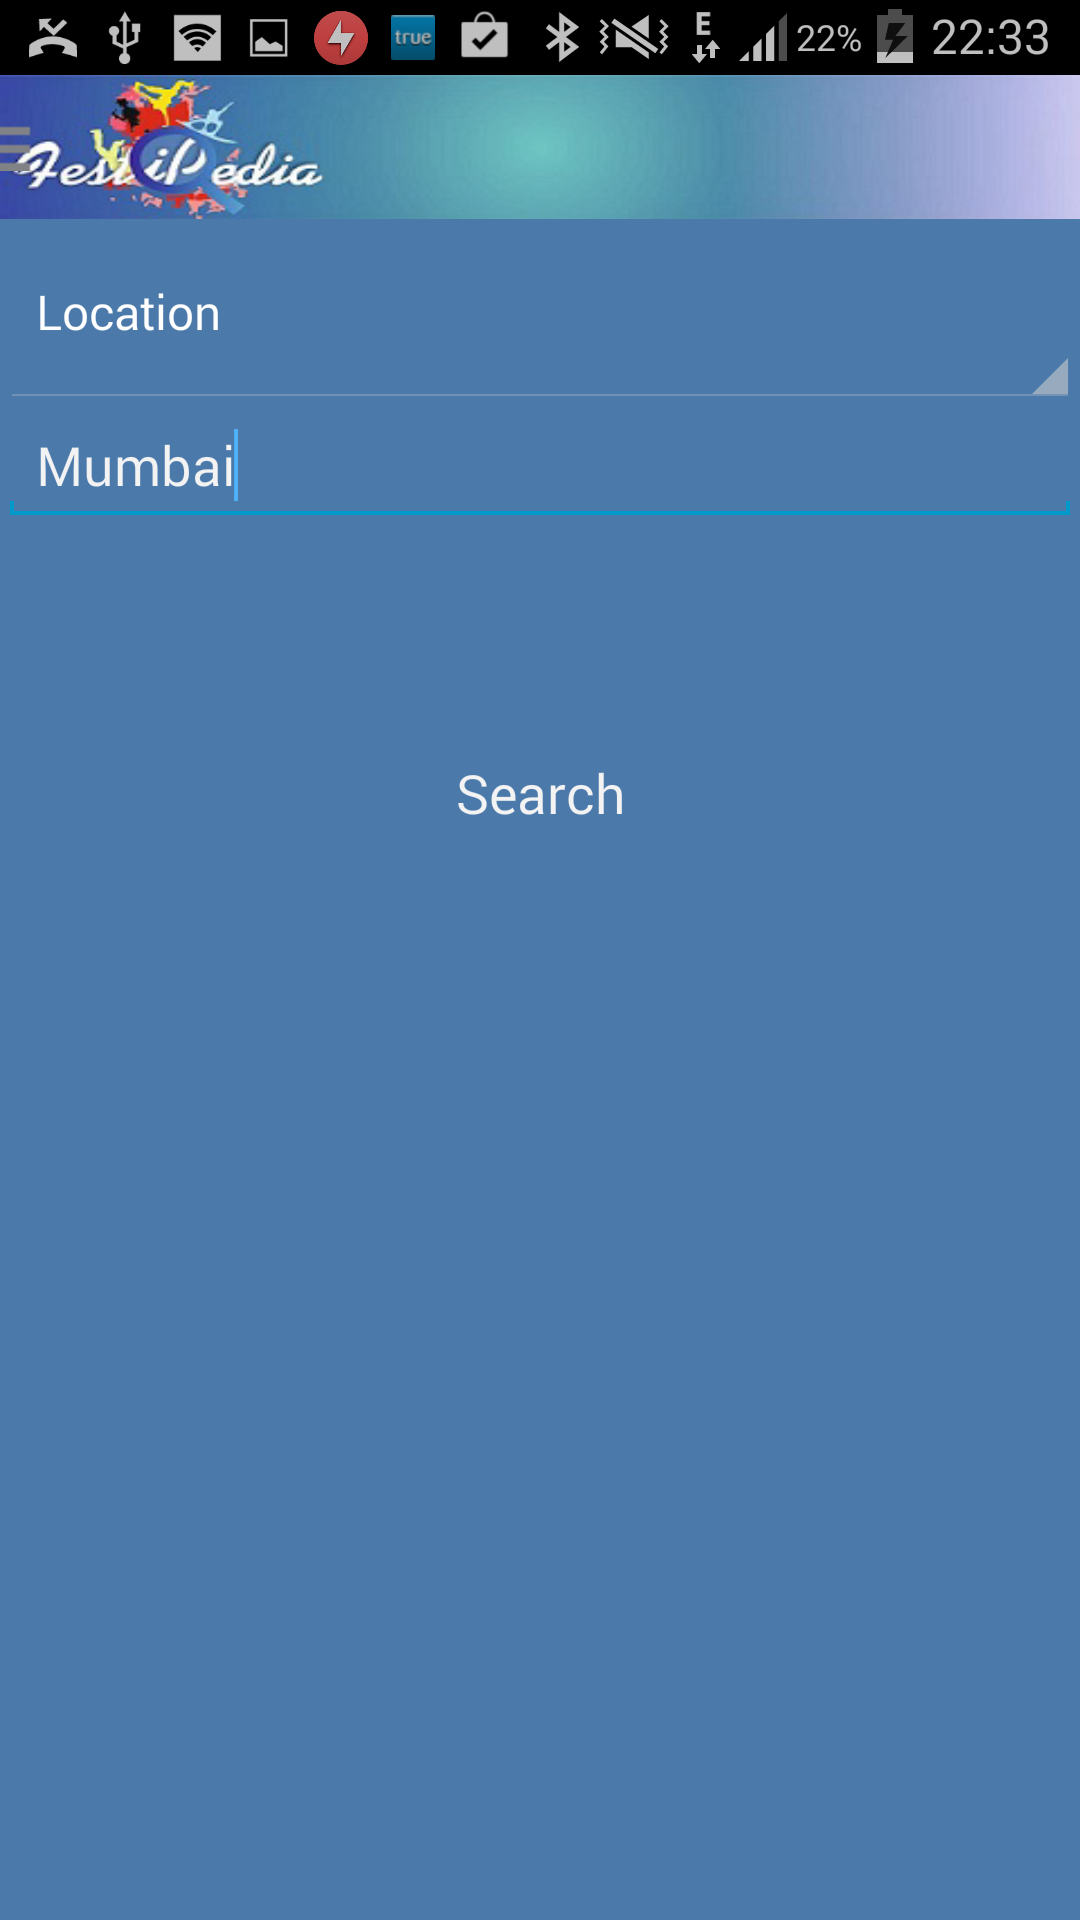 true E 22% 22:33
FestiPedia
Location
Mumbai
Search